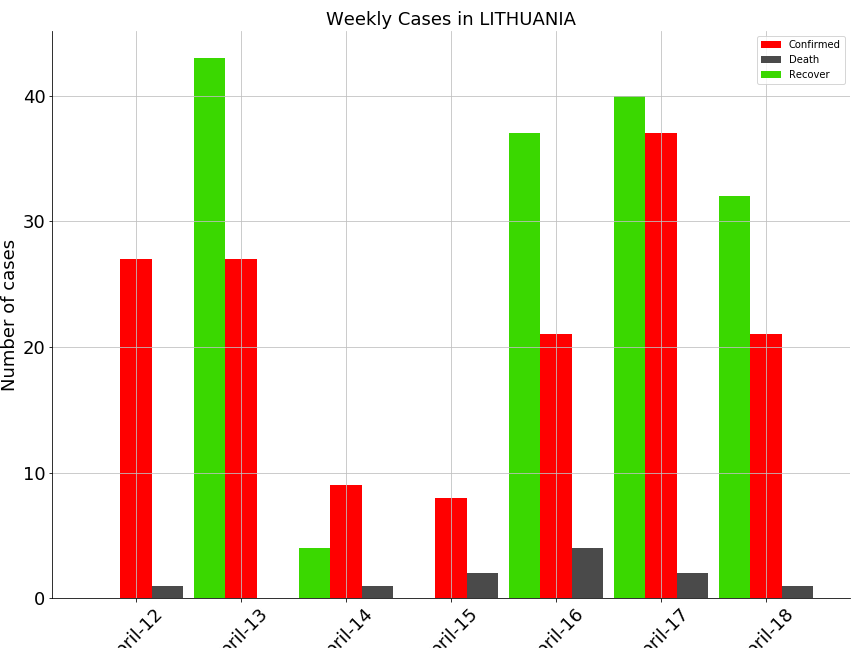 Weekly Cases in LITHUANIA
Confirmed
Death
Recover
Number of cases
40
30
20
10
0
pril-12
pril-13
pril-14
pril-15
pril-16
pril-17
pril-18